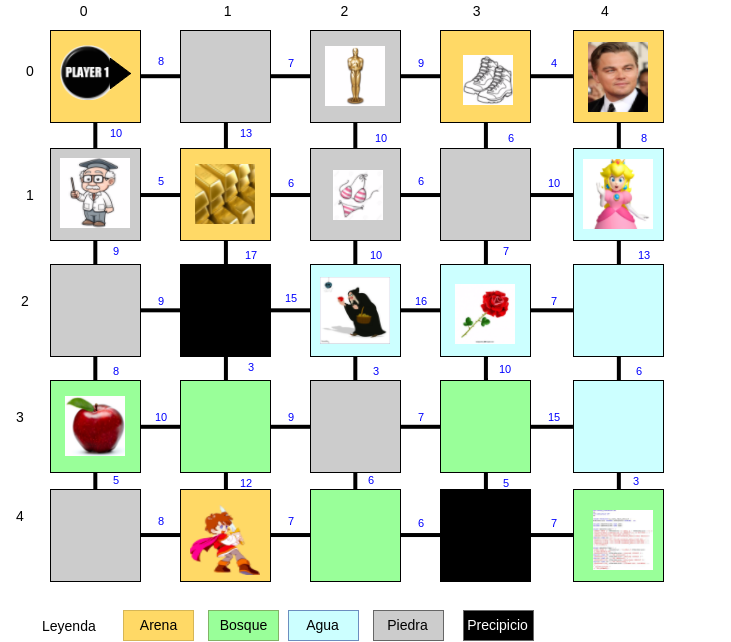 0 1 2 3 4
0 PLAYER 1 8 7 9 4
10 13 10 6 8
1 5 6 6 10
9 17 10 7 13
2 9 15 16 7
8 3 3 10 6
3 10 9 7 15
5 12 6 5 3
4 8 7 6 7
Leyenda Arena Bosque Agua Piedra Precipicio